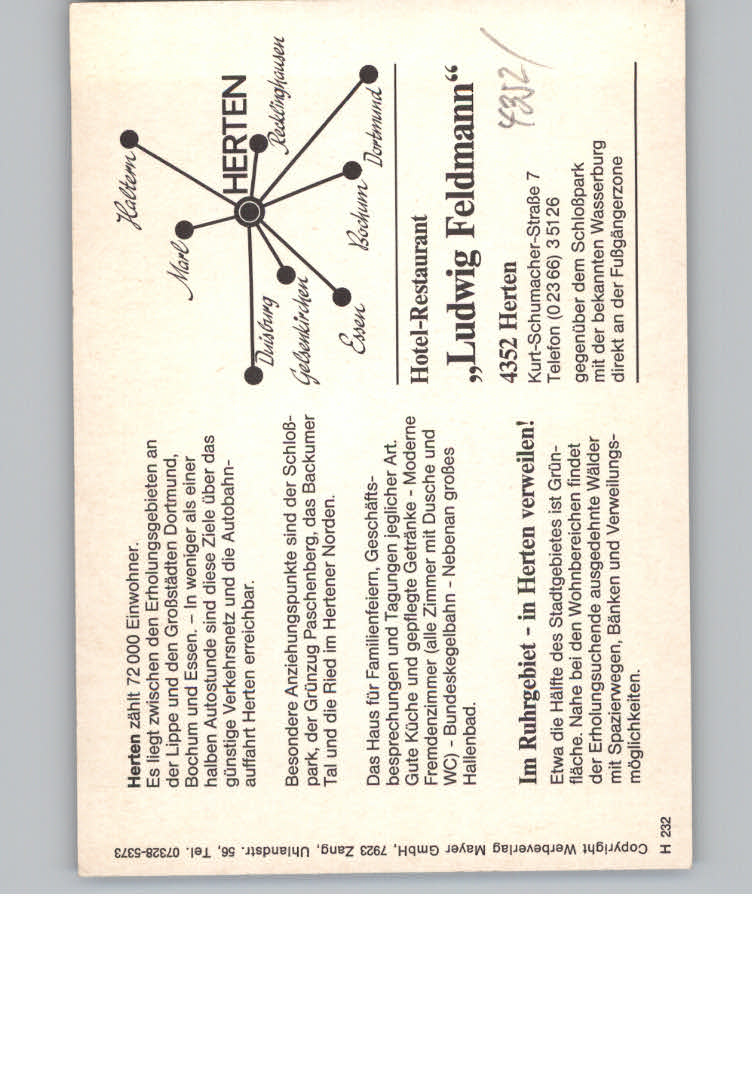 Herten zählt 72 000 Einwohner.
Es liegt zwischen den Erholungsgebieten an
der Lippe und den Großstädten Dortmund,
Bochum und Essen. – In weniger als einer
halben Autostunde sind diese Ziele über das
günstige Verkehrsnetz und die Autobahn-
auffahrt Herten erreichbar.
Besondere Anziehungspunkte sind der Schloß-
park, der Grünzug Paschenberg, das Backumer
Tal und die Ried im Hertener Norden.
Das Haus für Familienfeiern, Geschäfts-
besprechungen und Tagungen jeglicher Art.
Gute Küche und gepflegte Getränke - Moderne
Fremdenzimmer (alle Zimmer mit Dusche und
WC) - Bundeskegelbahn - Nebenan großes
Hallenbad.
Im Ruhrgebiet - in Herten verweilen!
Etwa die Hälfte des Stadtgebietes ist Grün-
fläche. Nahe bei den Wohnbereichen findet
der Erholungsuchende ausgedehnte Wälder
mit Spazierwegen, Bänken und Verweilungs-
möglichkeiten.
Haltern
Marl
HERTEN
Recklinghausen
Duisburg
Gelsenkirchen
Essen
Bochum
Dortmund
Hotel-Restaurant
„Ludwig Feldmann“
4352 Herten
4352/
Kurt-Schumacher-Straße 7
Telefon (0 23 66) 3 51 26
gegenüber dem Schloßpark
mit der bekannten Wasserburg
direkt an der Fußgängerzone
Copyright Werbeverlag Mayer GmbH, 7923 Zang, Uhlandstr. 56, Tel. 07328-5373
H 232